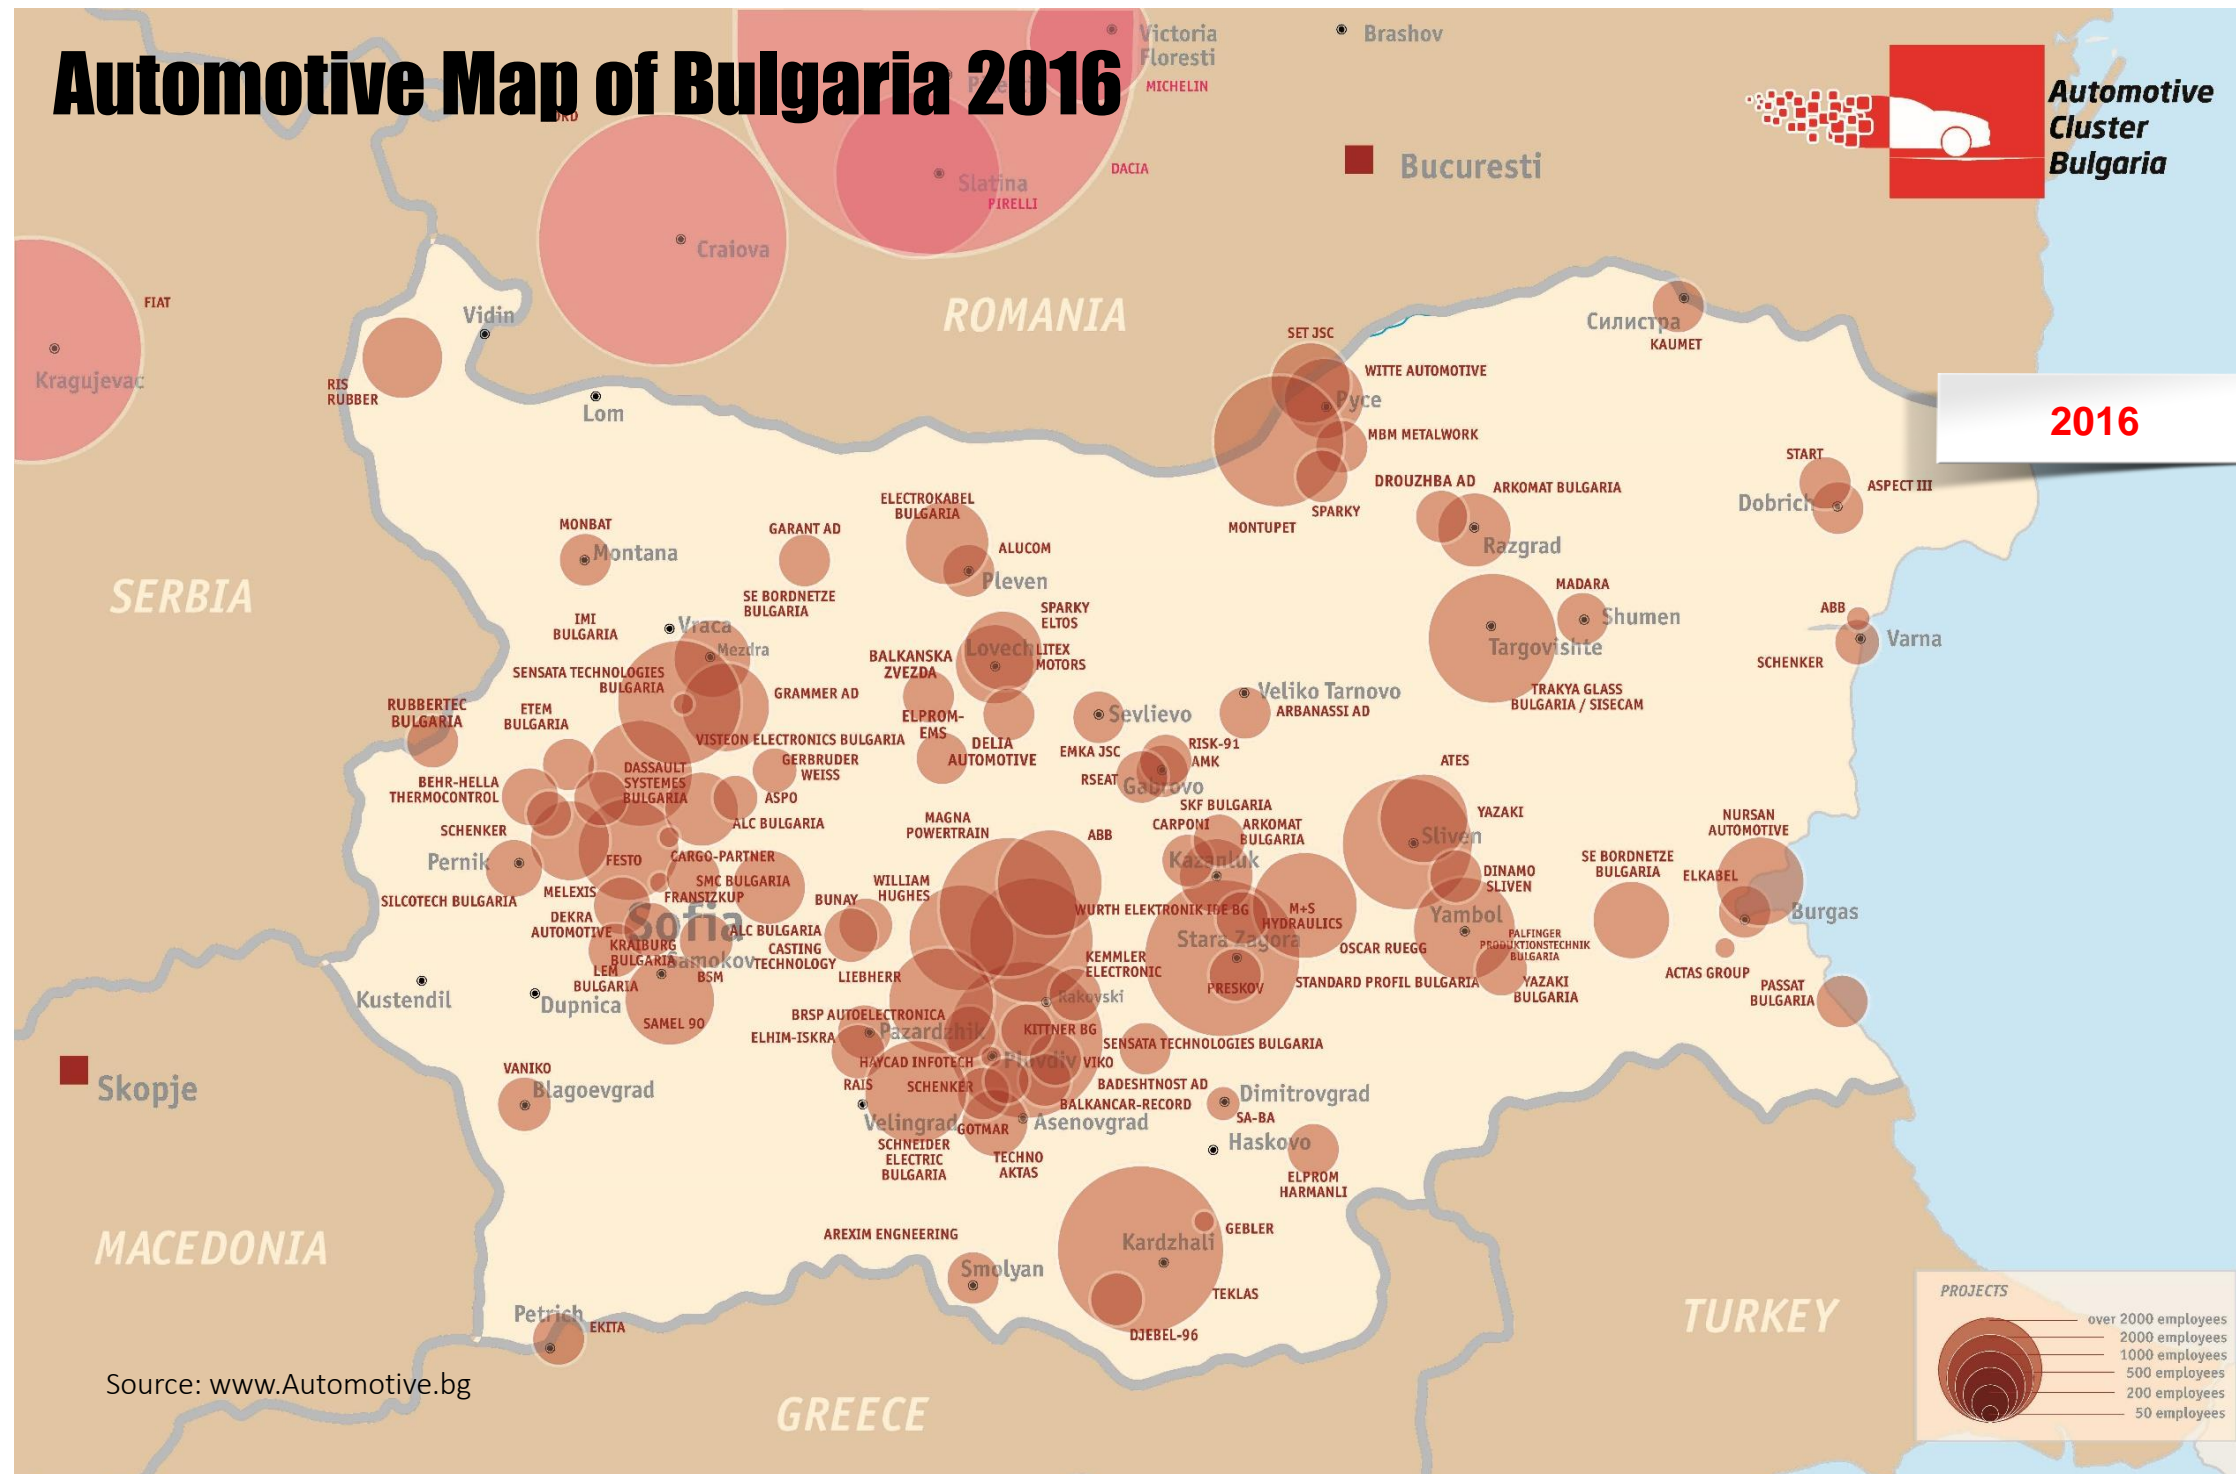 Automotive Map of Bulgaria 2016
Automotive
Cluster
Bulgaria
2016
Victoria
Floresti
MICHELIN
Brashov
DACIA
Bucuresti
Slatina
PIRELLI
Craiova
FIAT
Kragujevac
ROMANIA
Vidin
RIS
RUBBER
Lom
SERBIA
SET JSC
WITTE AUTOMOTIVE
Русе
MBM METALWORK
SPARKY
MONTUPET
Силистра
KAUMET
DROUZHBA AD
ARKOMAT BULGARIA
Razgrad
START
Dobrich
ASPECT III
MONBAT
Montana
GARANT AD
ELECTROKABEL
BULGARIA
ALUCOM
Pleven
SE BORDNETZE
BULGARIA
IMI
BULGARIA
Vraca
Mezdra
SPARKY
ELTOS
Lovech
LITEX
MOTORS
MADARA
Shumen
Targovishte
TRAKYA GLASS
BULGARIA / SISECAM
ABB
Varna
SCHENKER
SENSATA TECHNOLOGIES
BULGARIA
GRAMMER AD
BALKANSKA
ZVEZDA
RUBBERTEC
BULGARIA
ETEM
BULGARIA
VISTEON ELECTRONICS BULGARIA
ELPROM-
EMS
DELIA
AUTOMOTIVE
Sevlievo
Veliko Tarnovo
ARBANASSI AD
EMKA JSC
RISK-91
AMK
RSEAT
Gabrovo
BEHR-HELLA
THERMOCONTROL
DASSAULT
SYSTEMES
BULGARIA
GERBRUDER
WEISS
ASPO
ALC BULGARIA
SCHENKER
Pernik
FESTO
CARGO-PARTNER
SMC BULGARIA
FRANSIZKUP
MELEXIS
SILCOTECH BULGARIA
DEKRA
AUTOMOTIVE
Sofia
ALC BULGARIA
KRAIBURG
BULGARIA
Samokov
LEM
BULGARIA
BSM
SAMEL 90
MAGNA
POWERTRAIN
ABB
WILLIAM
HUGHES
BUNAY
CASTING
TECHNOLOGY
LIEBHERR
SKF BULGARIA
CARPONI
ARKOMAT
BULGARIA
Kazanluk
WURTH ELEKTRONIK IBE BG
M+S
HYDRAULICS
Stara Zagora
KEMMLER
ELECTRONIC
PRESKOV
STANDARD PROFIL BULGARIA
OSCAR RUEGG
ATES
YAZAKI
Sliven
DINAMO
SLIVEN
Yambol
PALFINGER
PRODUKTIONSTECHNIK
BULGARIA
YAZAKI
BULGARIA
SE BORDNETZE
BULGARIA
NURSAN
AUTOMOTIVE
ELKABEL
Burgas
ACTAS GROUP
PASSAT
BULGARIA
Kustendil
Dupnica
Skopje
VANIKO
Blagoevgrad
BRSP AUTOELECTRONICA
ELHIM-ISKRA
Pazardzhik
Rakovski
KITTNER BG
SENSATA TECHNOLOGIES BULGARIA
HAYCAD INFOTECH
Plovdiv
VIKO
RAIS
SCHENKER
BADESHTNOST AD
BALKANCAR-RECORD
Velingrad
GOTMAR
Asenovgrad
SCHNEIDER
ELECTRIC
BULGARIA
TECHNO
AKTAS
Dimitrovgrad
SA-BA
Haskovo
ELPROM
HARMANLI
AREXIM ENGNEERING
Smolyan
Kardzhali
GEBLER
TEKLAS
DJEBEL-96
MACEDONIA
Petrich
EKITA
GREECE
TURKEY
Source: www.Automotive.bg
PROJECTS
over 2000 employees
2000 employees
1000 employees
500 employees
200 employees
50 employees